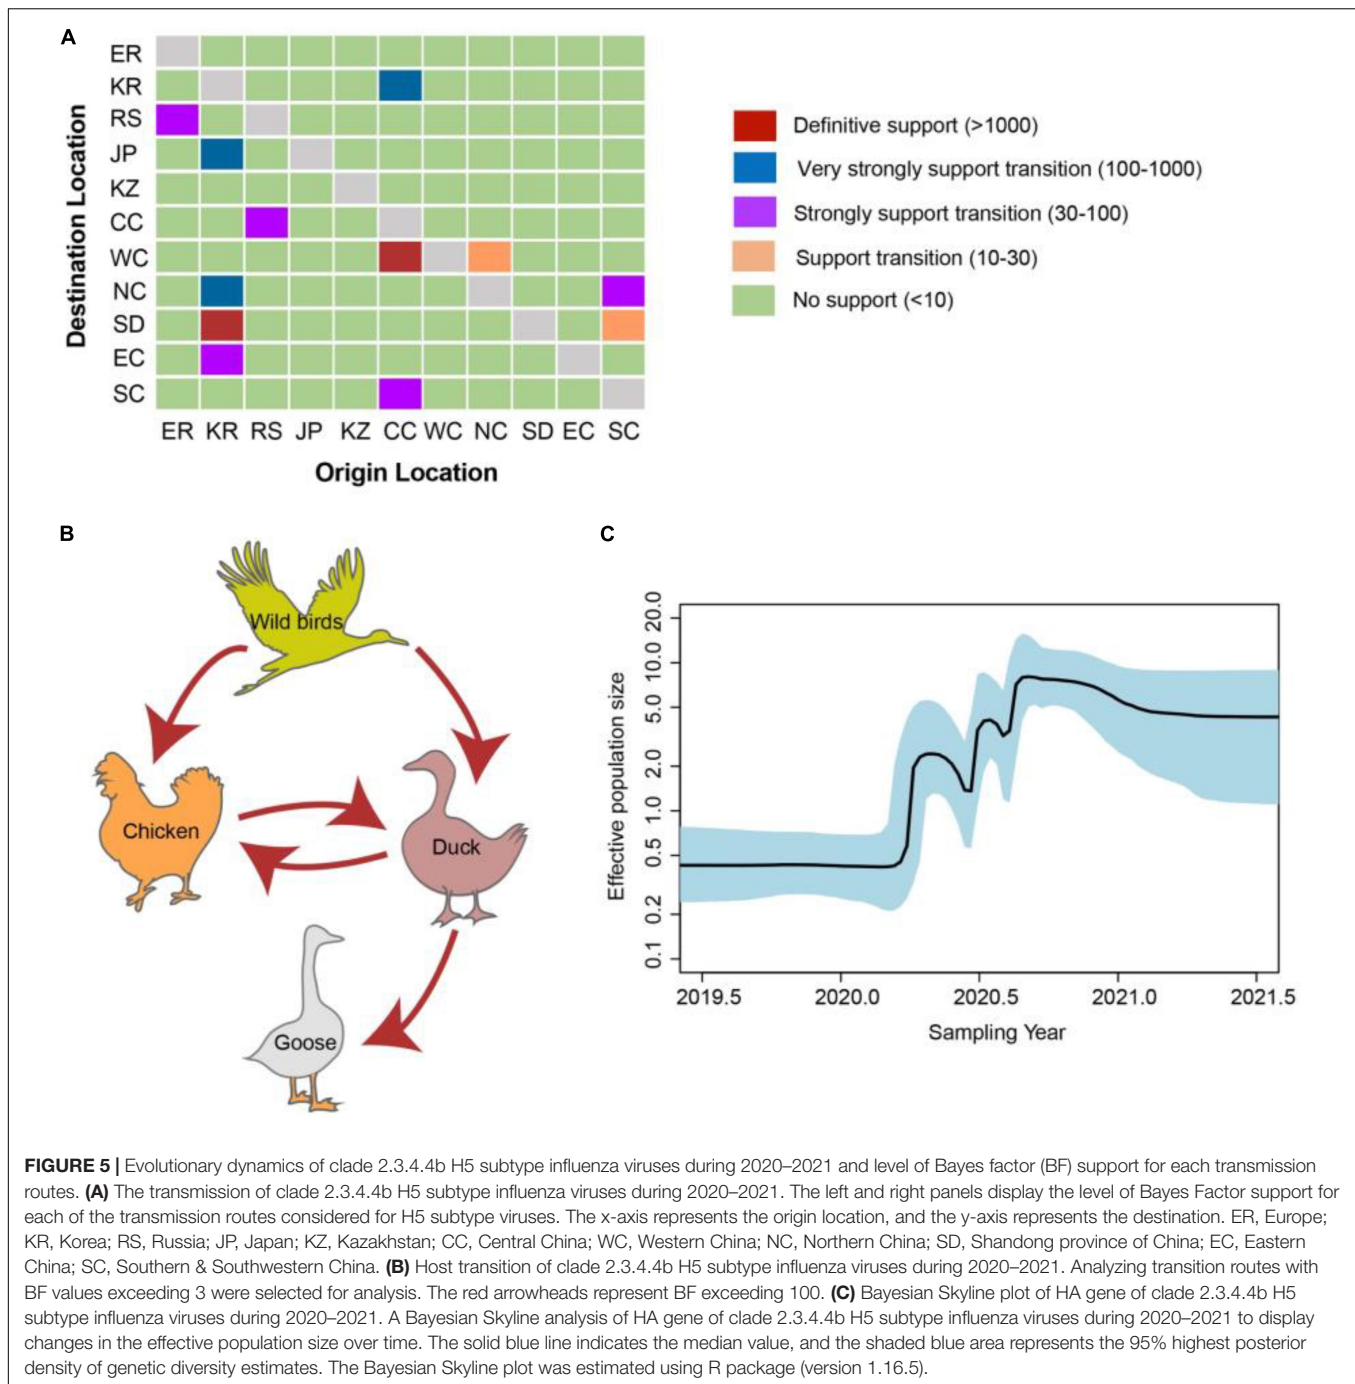 A
Destination Location
ER
KR
RS
JP
KZ
CC
WC
NC
SD
EC
SC
ER KR RS JP KZ CC WC NC SD EC SC
Origin Location
Definitive support (>1000)
Very strongly support transition (100-1000)
Strongly support transition (30-100)
Support transition (10-30)
No support (<10)
B
Wild birds
Chicken
Duck
Goose
C
Effective population size
20.0
10.0
5.0
2.0
1.0
0.5
0.2
0.1
2019.5 2020.0 2020.5 2021.0 2021.5
Sampling Year
FIGURE 5 | Evolutionary dynamics of clade 2.3.4.4b H5 subtype influenza viruses during 2020–2021 and level of Bayes factor (BF) support for each transmission
routes. (A) The transmission of clade 2.3.4.4b H5 subtype influenza viruses during 2020–2021. The left and right panels display the level of Bayes Factor support for
each of the transmission routes considered for H5 subtype viruses. The x-axis represents the origin location, and the y-axis represents the destination. ER, Europe;
KR, Korea; RS, Russia; JP, Japan; KZ, Kazakhstan; CC, Central China; WC, Western China; NC, Northern China; SD, Shandong province of China; EC, Eastern
China; SC, Southern & Southwestern China. (B) Host transition of clade 2.3.4.4b H5 subtype influenza viruses during 2020–2021. Analyzing transition routes with
BF values exceeding 3 were selected for analysis. The red arrowheads represent BF exceeding 100. (C) Bayesian Skyline plot of HA gene of clade 2.3.4.4b H5
subtype influenza viruses during 2020–2021. A Bayesian Skyline analysis of HA gene of clade 2.3.4.4b H5 subtype influenza viruses during 2020–2021 to display
changes in the effective population size over time. The solid blue line indicates the median value, and the shaded blue area represents the 95% highest posterior
density of genetic diversity estimates. The Bayesian Skyline plot was estimated using R package (version 1.16.5).